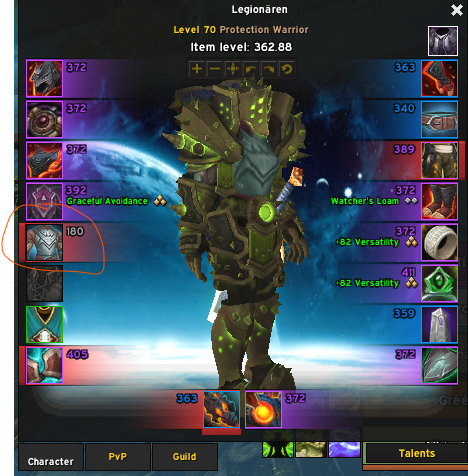 Legionären
Level 70 Protection Warrior
Item level: 362.88
372
363
372
340
372
389
392
Graceful Avoidance
372
Watcher's Loam
180
372
+82 Versatility
411
+82 Versatility
359
405
372
363
372
Character
PvP
Guild
Talents